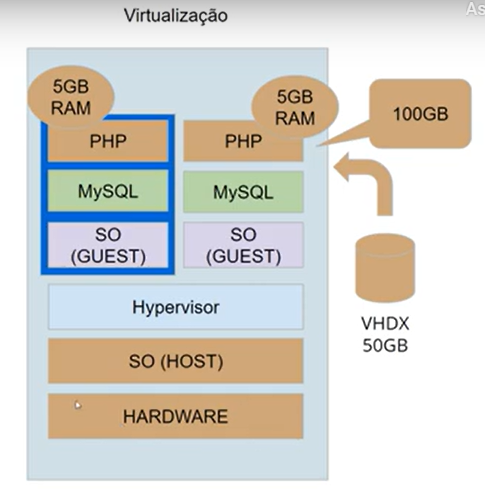 Virtualização
As
5GB
RAM
5GB
RAM
100GB
PHP
PHP
MySQL
MySQL
SO
(GUEST)
SO
(GUEST)
Hypervisor
SO (HOST)
HARDWARE
VHDX
50GB